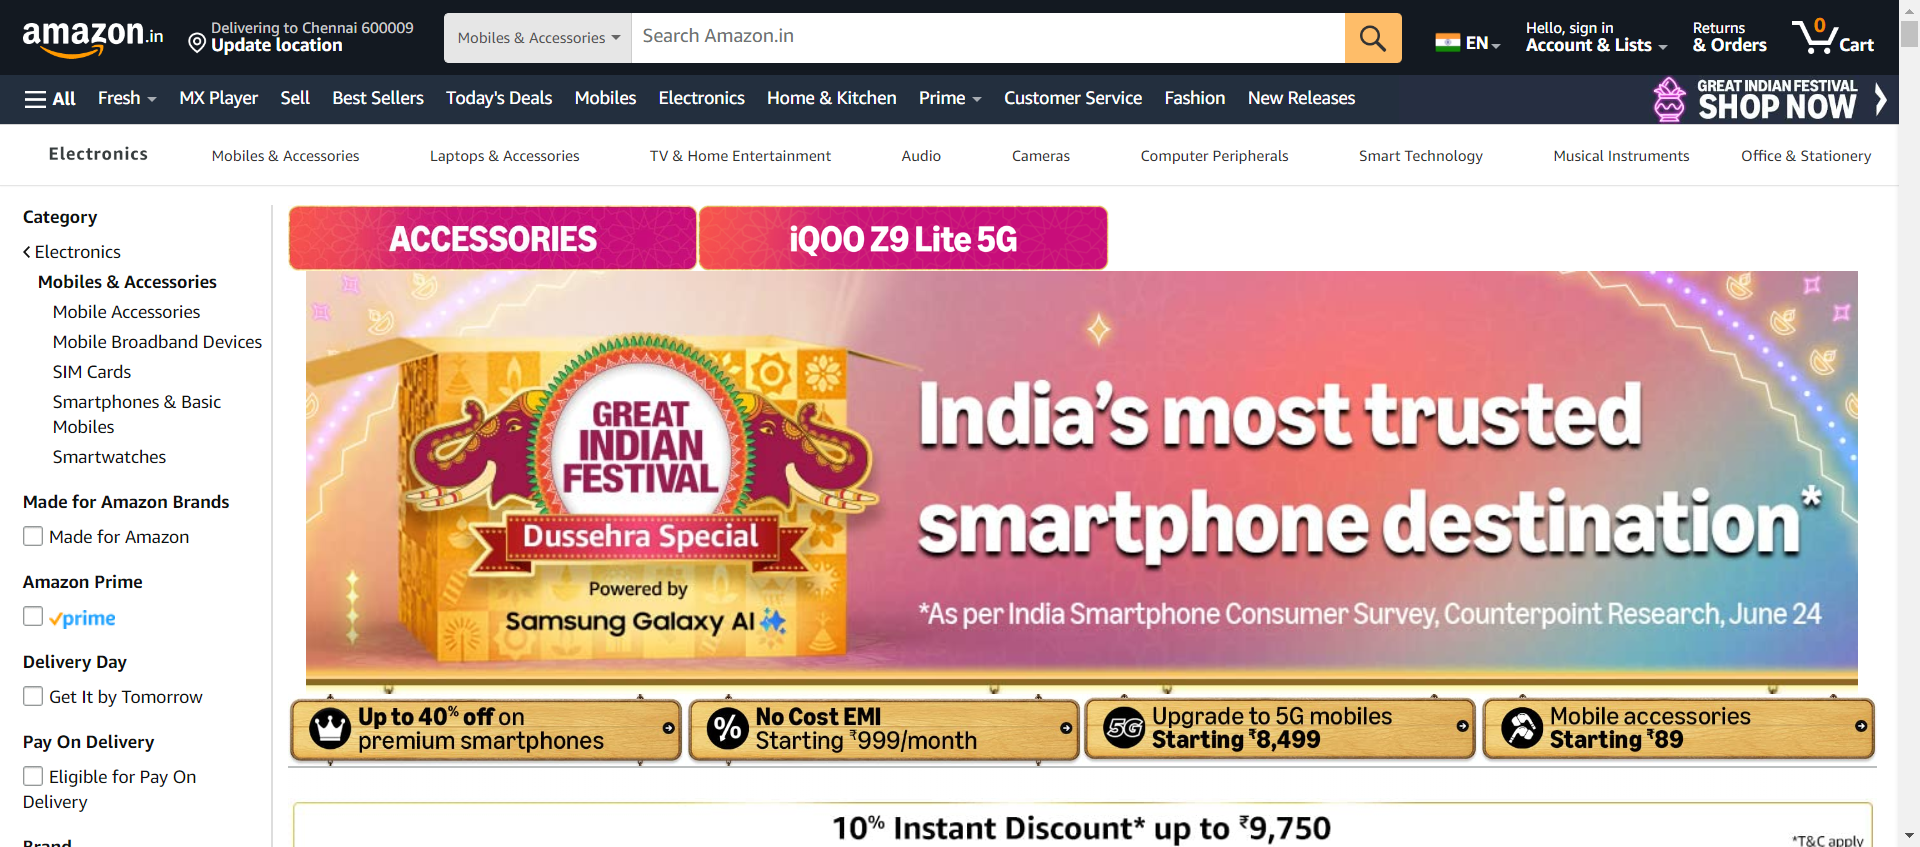 amazon.in
Delivering to Chennai 600009
Update location
Mobiles & Accessories
Search Amazon.in
EN
Hello, sign in
Account & Lists
Returns
& Orders
0
Cart
All
Fresh
MX Player
Sell
Best Sellers
Today's Deals
Mobiles
Electronics
Home & Kitchen
Prime
Customer Service
Fashion
New Releases
GREAT INDIAN FESTIVAL
SHOP NOW
Electronics
Mobiles & Accessories
Laptops & Accessories
TV & Home Entertainment
Audio
Cameras
Computer Peripherals
Smart Technology
Musical Instruments
Office & Stationery
Category
Electronics
Mobiles & Accessories
Mobile Accessories
Mobile Broadband Devices
SIM Cards
Smartphones & Basic
Mobiles
Smartwatches
Made for Amazon Brands
Made for Amazon
Amazon Prime
prime
Delivery Day
Get It by Tomorrow
Pay On Delivery
Eligible for Pay On
Delivery
Brand
ACCESSORIES
iQOO Z9 Lite 5G
GREAT
INDIAN
FESTIVAL
Dussehra Special
Powered by
Samsung Galaxy AI
India's most trusted
smartphone destination*
*As per India Smartphone Consumer Survey, Counterpoint Research, June 24
Up to 40% off on
premium smartphones
%
No Cost EMI
Starting ₹999/month
5G
Upgrade to 5G mobiles
Starting ₹8,499
Mobile accessories
Starting ₹89
10% Instant Discount* up to ₹9,750
*T&C apply